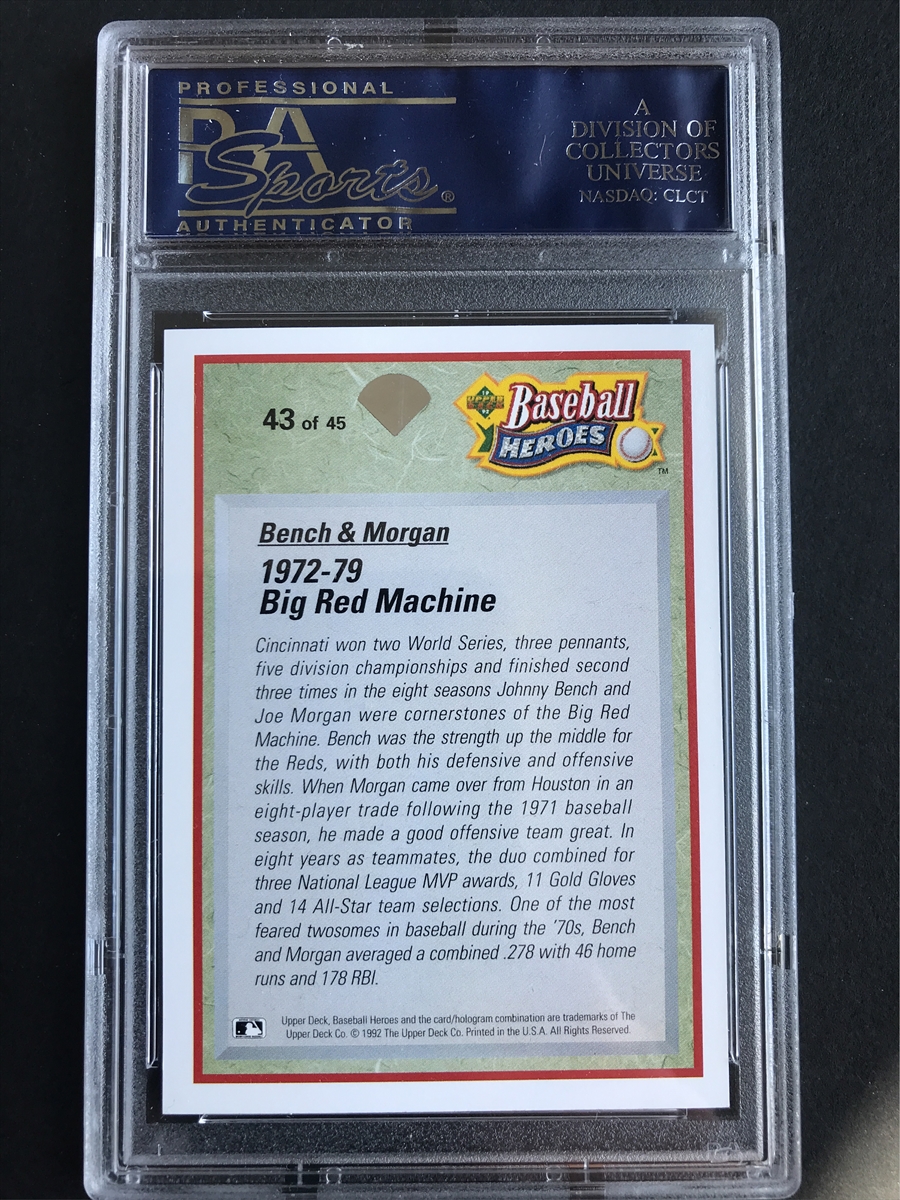 PROFESSIONAL
PSA
Sports®
AUTHENTICATOR
A
DIVISION OF
COLLECTORS
UNIVERSE
NASDAQ: CLCT
43 of 45
UPPER DECK
Baseball
HEROES
TM
Bench & Morgan
1972-79
Big Red Machine
Cincinnati won two World Series, three pennants,
five division championships and finished second
three times in the eight seasons Johnny Bench and
Joe Morgan were cornerstones of the Big Red
Machine. Bench was the strength up the middle for
the Reds, with both his defensive and offensive
skills. When Morgan came over from Houston in an
eight-player trade following the 1971 baseball
season, he made a good offensive team great. In
eight years as teammates, the duo combined for
three National League MVP awards, 11 Gold Gloves
and 14 All-Star team selections. One of the most
feared twosomes in baseball during the '70s, Bench
and Morgan averaged a combined .278 with 46 home
runs and 178 RBI.
Upper Deck, Baseball Heroes and the card/hologram combination are trademarks of The
Upper Deck Co. © 1992 The Upper Deck Co. Printed in the U.S.A. All Rights Reserved.